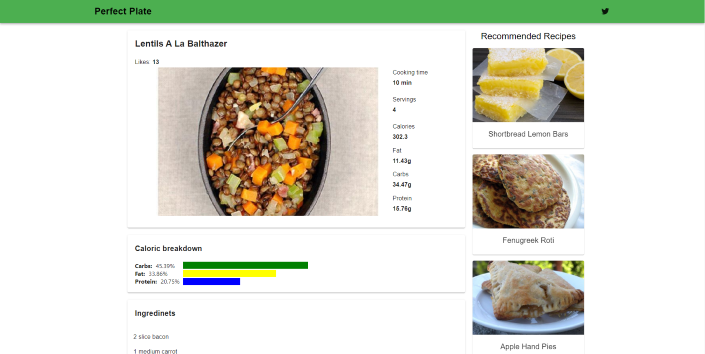 Perfect Plate
Lentils A La Balthazer
Likes: 13
Cooking time
10 min
Servings
4
Calories
302.3
Fat
11.43g
Carbs
34.47g
Protein
15.76g
Caloric breakdown
Carbs: 45.39%
Fat: 33.86%
Protein: 20.75%
Ingredinets
2 slice bacon
1 medium carrot
Recommended Recipes
Shortbread Lemon Bars
Fenugreek Roti
Apple Hand Pies